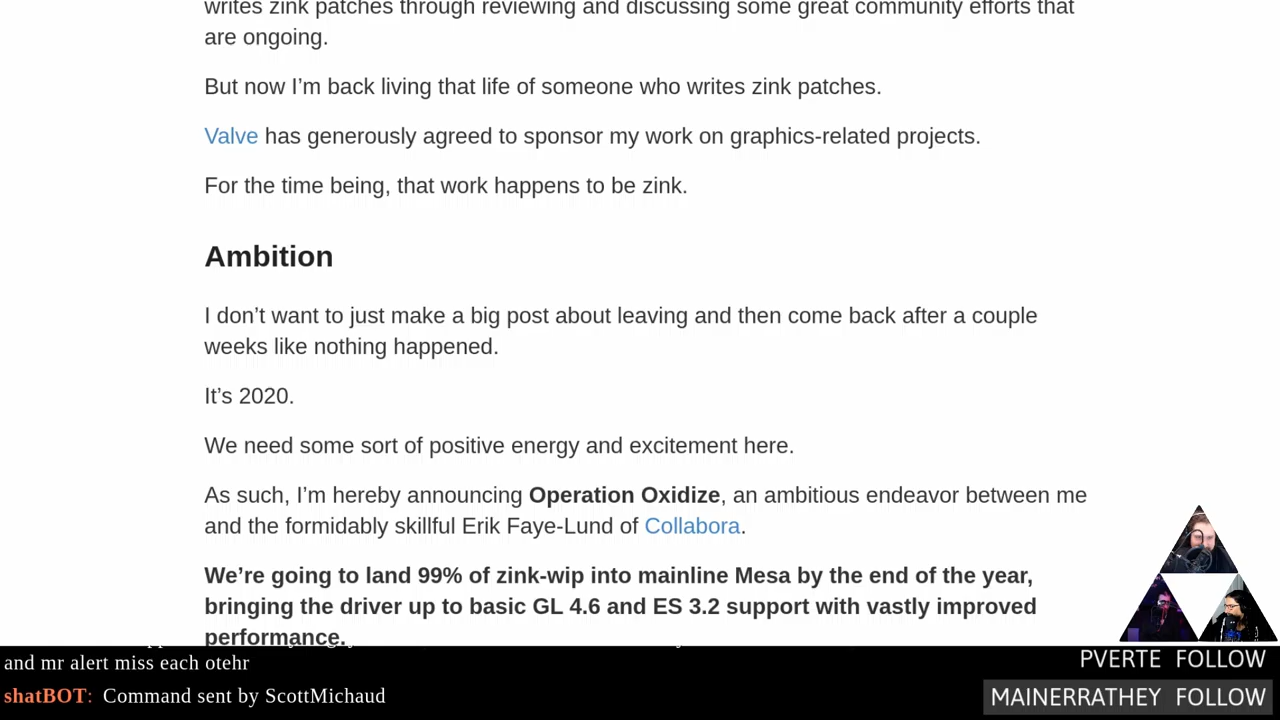 writes zink patches through reviewing and discussing some great community efforts that
are ongoing.
But now I’m back living that life of someone who writes zink patches.
Valve has generously agreed to sponsor my work on graphics-related projects.
For the time being, that work happens to be zink.
Ambition
I don’t want to just make a big post about leaving and then come back after a couple
weeks like nothing happened.
It’s 2020.
We need some sort of positive energy and excitement here.
As such, I’m hereby announcing Operation Oxidize, an ambitious endeavor between me
and the formidably skillful Erik Faye-Lund of Collabora.
We’re going to land 99% of zink-wip into mainline Mesa by the end of the year,
bringing the driver up to basic GL 4.6 and ES 3.2 support with vastly improved
performance.
and mr alert miss each otehr
shatBOT: Command sent by ScottMichaud
PVERTE FOLLOW
MAINERRATHEY FOLLOW